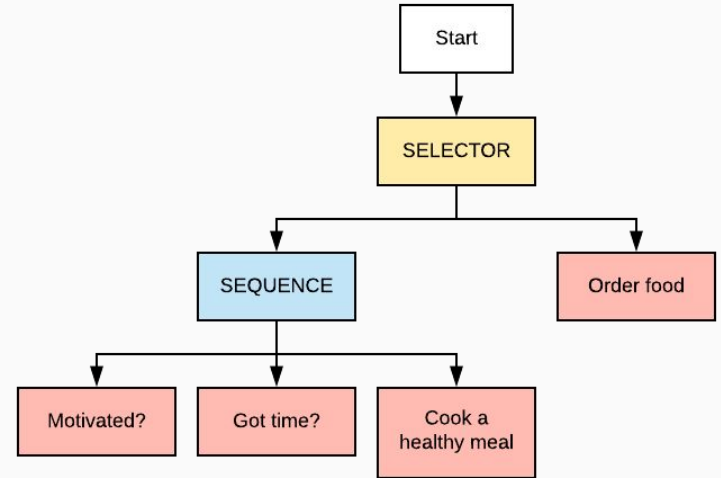 Start
SELECTOR
SEQUENCE
Order food
Motivated?
Got time?
Cook a
healthy meal